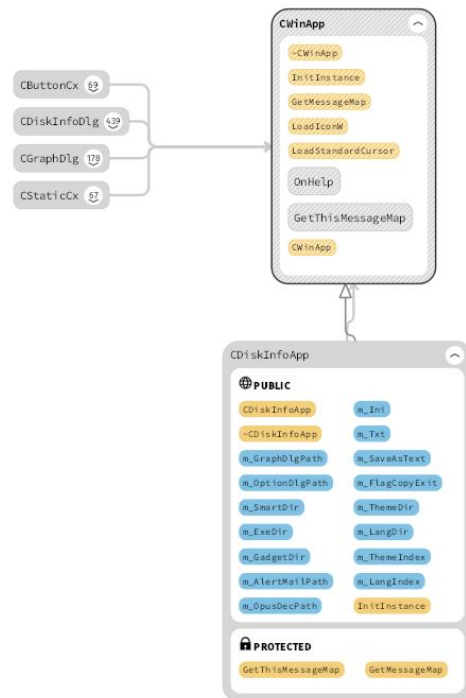 CWinApp
~CWinApp
InitInstance
GetMessageMap
LoadIconW
LoadStandardCursor
OnHelp
GetThisMessageMap
CWinApp
CButtonCx 69
CDiskInfoDlg 439
CGraphDlg 178
CStaticCx 67
CDiskInfoApp
PUBLIC
CDiskInfoApp m_Ini
~CDiskInfoApp m_Txt
m_GraphDlgPath m_SaveAsText
m_OptionDlgPath m_FlagCopyExit
m_SmartDir m_ThemeDir
m_ExeDir m_LangDir
m_GadgetDir m_ThemeIndex
m_AlertMailPath m_LangIndex
m_OpusDecPath InitInstance
PROTECTED
GetThisMessageMap GetMessageMap